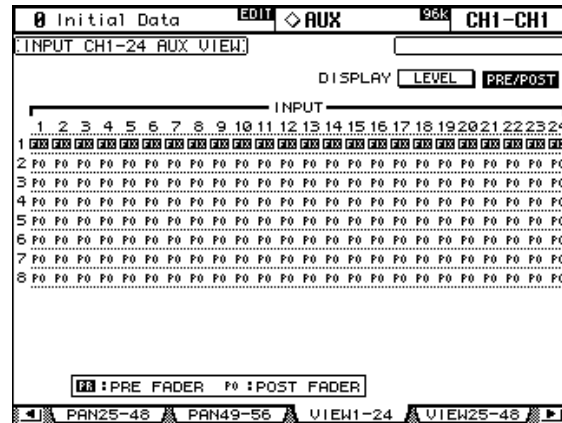 0 Initial Data EDIT ◇AUX 96k CH1-CH1
INPUT CH1-24 AUX VIEW
DISPLAY LEVEL PRE/POST
INPUT
1 2 3 4 5 6 7 8 9 10 11 12 13 14 15 16 17 18 19 20 21 22 23 24
1 FIX FIX FIX FIX FIX FIX FIX FIX FIX FIX FIX FIX FIX FIX FIX FIX FIX FIX FIX FIX FIX FIX FIX FIX
2 PO PO PO PO PO PO PO PO PO PO PO PO PO PO PO PO PO PO PO PO PO PO PO PO
3 PO PO PO PO PO PO PO PO PO PO PO PO PO PO PO PO PO PO PO PO PO PO PO PO
4 PO PO PO PO PO PO PO PO PO PO PO PO PO PO PO PO PO PO PO PO PO PO PO PO
5 PO PO PO PO PO PO PO PO PO PO PO PO PO PO PO PO PO PO PO PO PO PO PO PO
6 PO PO PO PO PO PO PO PO PO PO PO PO PO PO PO PO PO PO PO PO PO PO PO PO
7 PO PO PO PO PO PO PO PO PO PO PO PO PO PO PO PO PO PO PO PO PO PO PO PO
8 PO PO PO PO PO PO PO PO PO PO PO PO PO PO PO PO PO PO PO PO PO PO PO PO
PR :PRE FADER PO :POST FADER
PAN25-48 PAN49-56 VIEW1-24 VIEW25-48